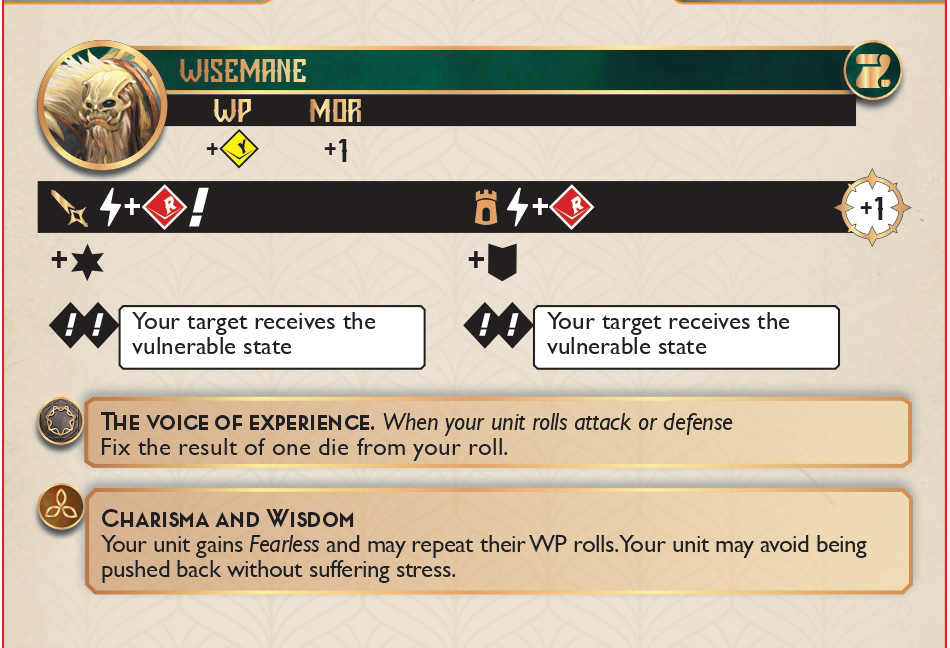 WISEMANE
7
WP MOR
+Y +1
+R! +R +1
+ +
!! Your target receives the
vulnerable state
!! Your target receives the
vulnerable state
THE VOICE OF EXPERIENCE. When your unit rolls attack or defense
Fix the result of one die from your roll.
CHARISMA AND WISDOM
Your unit gains Fearless and may repeat their WP rolls. Your unit may avoid being
pushed back without suffering stress.